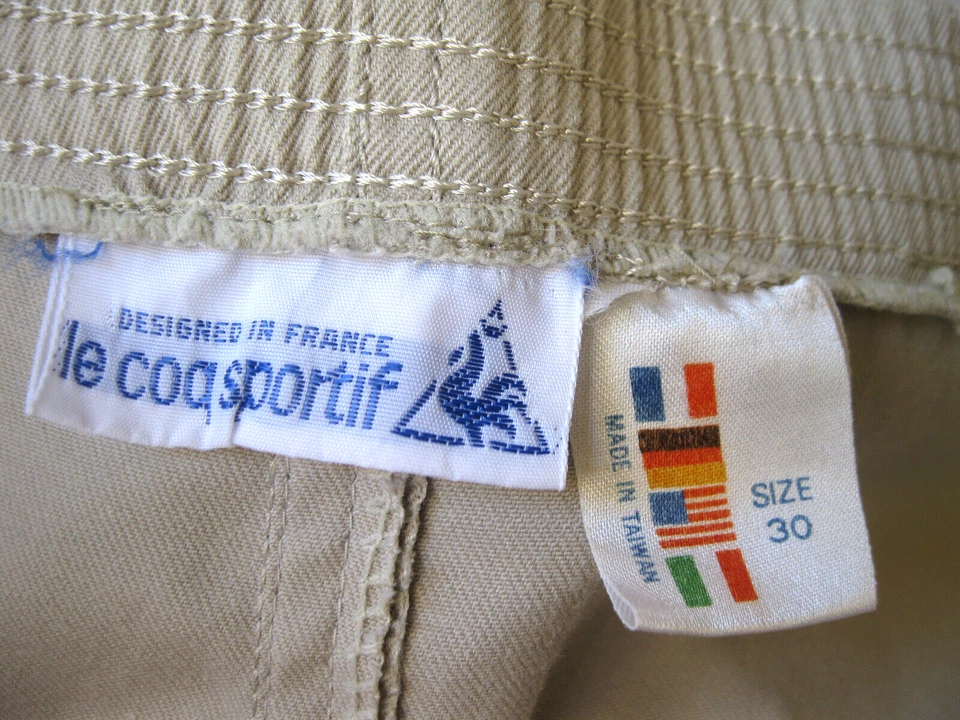 DESIGNED IN FRANCE
le coq sportif
MADE IN TAIWAN
SIZE
30